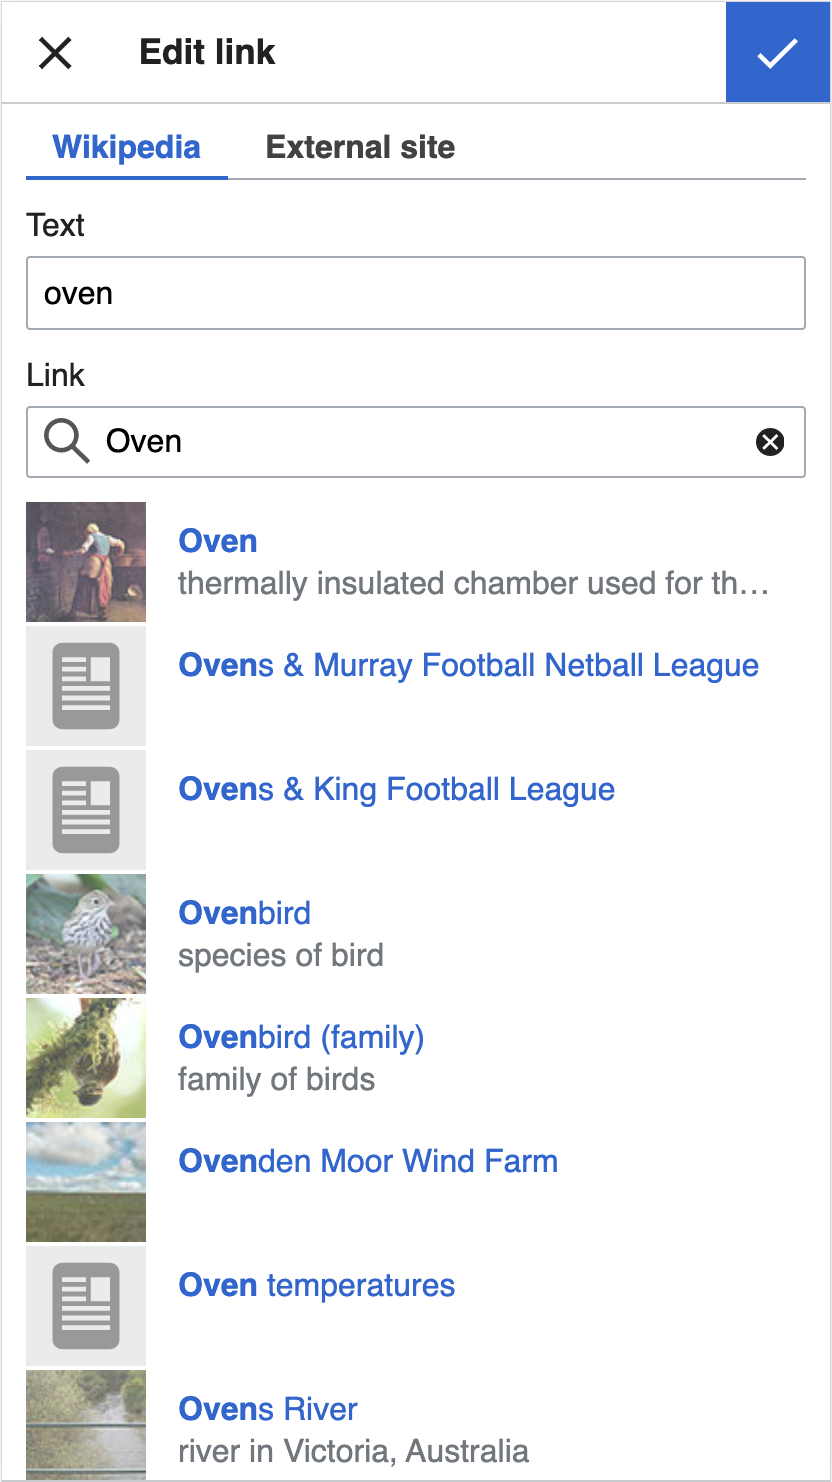 Edit link
Wikipedia External site
Text
oven
Link
Oven
Oven
thermally insulated chamber used for th…
Ovens & Murray Football Netball League
Ovens & King Football League
Ovenbird
species of bird
Ovenbird (family)
family of birds
Ovenden Moor Wind Farm
Oven temperatures
Ovens River
river in Victoria, Australia